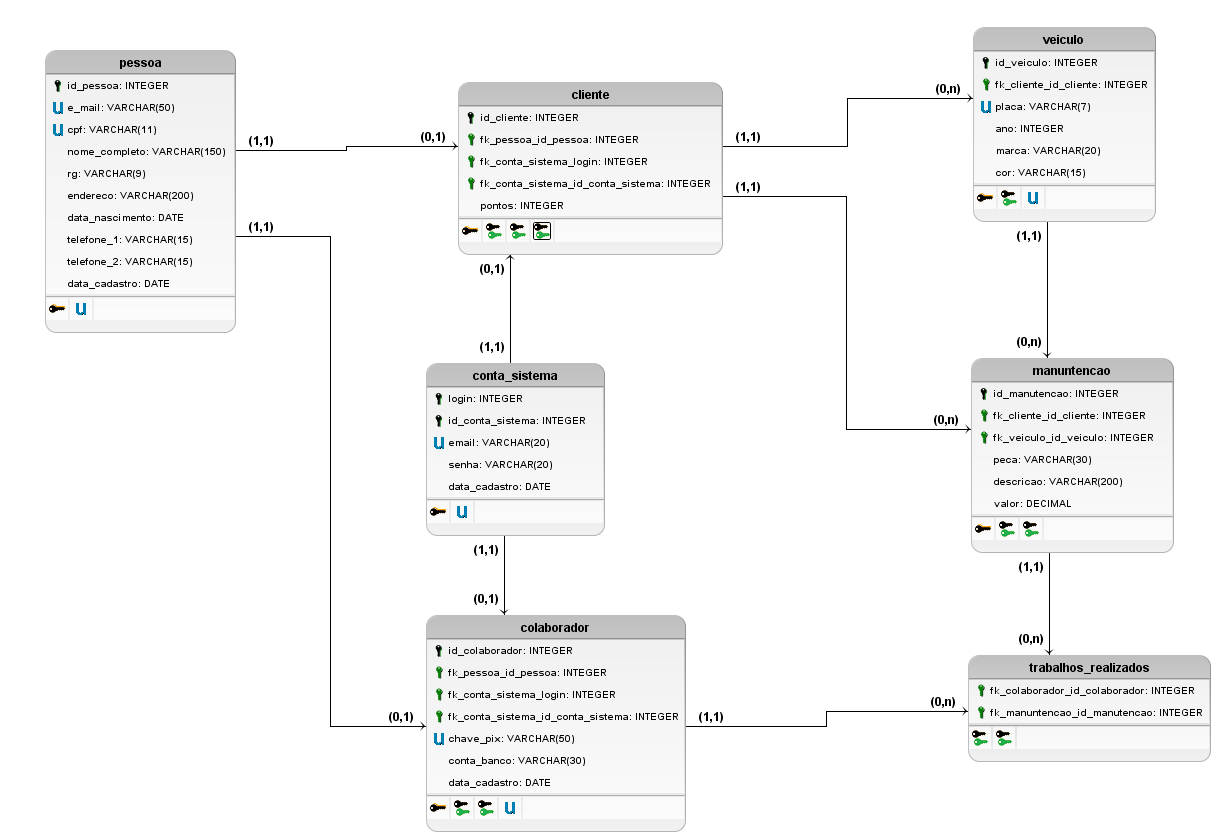 pessoa
id_pessoa: INTEGER
u e_mail: VARCHAR(50)
u cpf: VARCHAR(11)
nome_completo: VARCHAR(150)
rg: VARCHAR(9)
endereco: VARCHAR(200)
data_nascimento: DATE
telefone_1: VARCHAR(15)
telefone_2: VARCHAR(15)
data_cadastro: DATE
u
(1,1)
(0,1)
(1,1)
(0,1)
cliente
id_cliente: INTEGER
fk_pessoa_id_pessoa: INTEGER
fk_conta_sistema_login: INTEGER
fk_conta_sistema_id_conta_sistema: INTEGER
pontos: INTEGER
(1,1)
(0,n)
(1,1)
(0,n)
(0,1)
(1,1)
conta_sistema
login: INTEGER
id_conta_sistema: INTEGER
u email: VARCHAR(20)
senha: VARCHAR(20)
data_cadastro: DATE
u
(1,1)
(0,1)
colaborador
id_colaborador: INTEGER
fk_pessoa_id_pessoa: INTEGER
fk_conta_sistema_login: INTEGER
fk_conta_sistema_id_conta_sistema: INTEGER
u chave_pix: VARCHAR(50)
conta_banco: VARCHAR(30)
data_cadastro: DATE
u
(1,1)
(0,n)
veiculo
id_veiculo: INTEGER
fk_cliente_id_cliente: INTEGER
u placa: VARCHAR(7)
ano: INTEGER
marca: VARCHAR(20)
cor: VARCHAR(15)
u
(1,1)
(0,n)
manuntencao
id_manutencao: INTEGER
fk_cliente_id_cliente: INTEGER
fk_veiculo_id_veiculo: INTEGER
peca: VARCHAR(30)
descricao: VARCHAR(200)
valor: DECIMAL
(1,1)
(0,n)
trabalhos_realizados
fk_colaborador_id_colaborador: INTEGER
fk_manuntencao_id_manutencao: INTEGER